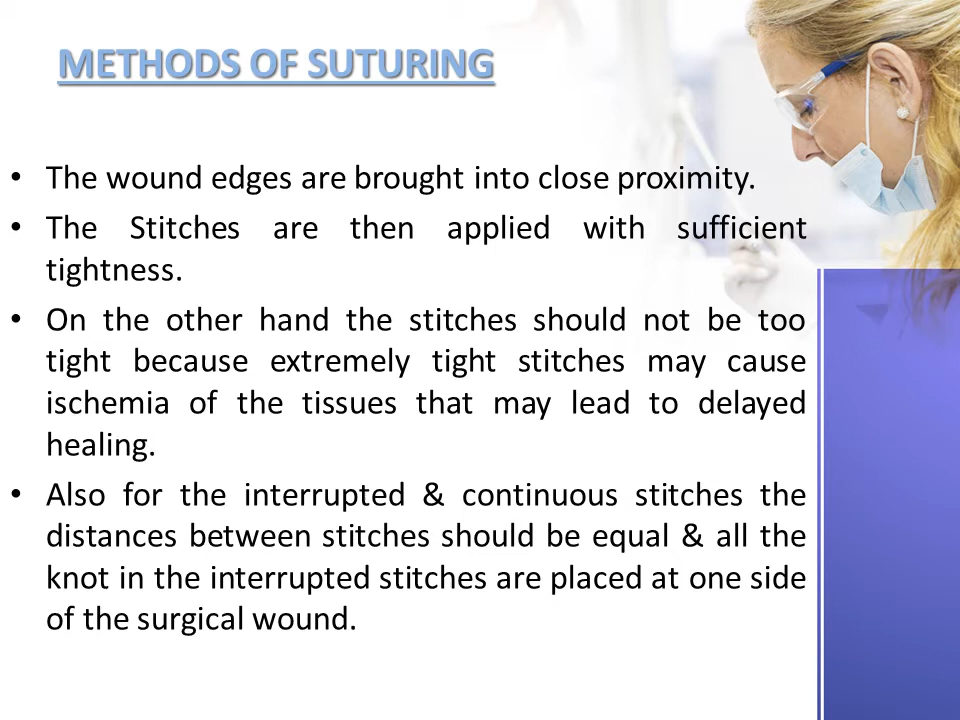 METHODS OF SUTURING
• The wound edges are brought into close proximity.
• The Stitches are then applied with sufficient
tightness.
• On the other hand the stitches should not be too
tight because extremely tight stitches may cause
ischemia of the tissues that may lead to delayed
healing.
• Also for the interrupted & continuous stitches the
distances between stitches should be equal & all the
knot in the interrupted stitches are placed at one side
of the surgical wound.